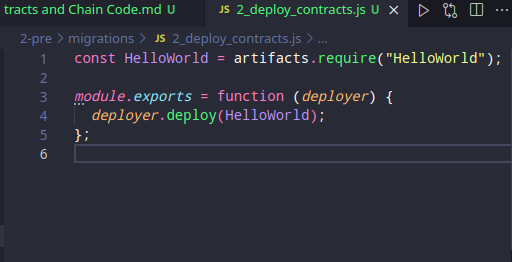 tracts and Chain Code.md U JS 2_deploy_contracts.js U
2-pre > migrations > JS 2_deploy_contracts.js > ...
1 const HelloWorld = artifacts.require("HelloWorld");
2
3 module.exports = function (deployer) {
4 deployer.deploy(HelloWorld);
5 };
6